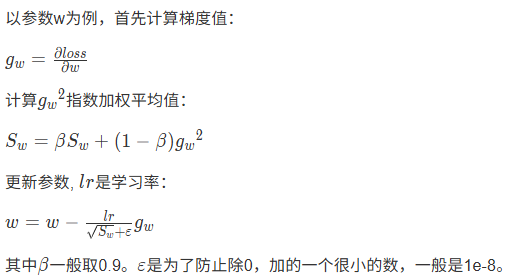 以参数w为例，首先计算梯度值：
$g_w = \frac{\partial loss}{\partial w}$
计算$g_w{}^2$指数加权平均值：
$S_w = \beta S_w + (1 - \beta) g_w{}^2$
更新参数, $lr$是学习率：
$w = w - \frac{lr}{\sqrt{S_w} + \varepsilon} g_w$
其中$\beta$一般取0.9。$\varepsilon$是为了防止除0，加的一个很小的数，一般是1e-8。